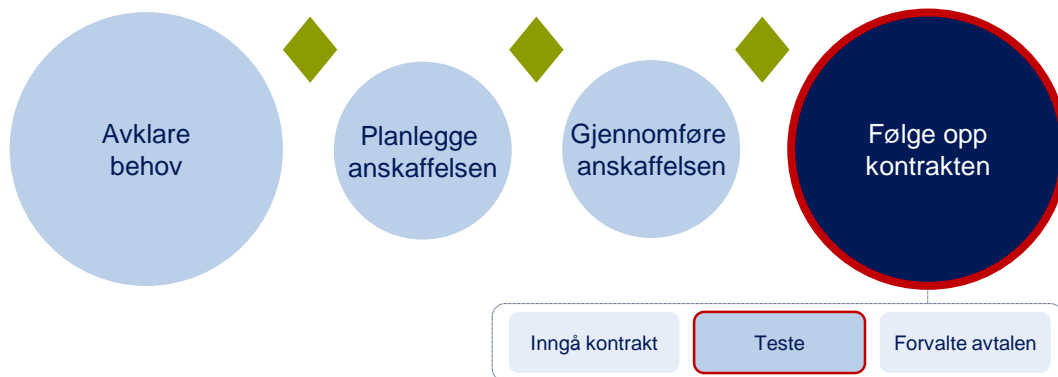 Avklare
behov
Planlegge
anskaffelsen
Gjennomføre
anskaffelsen
Følge opp
kontrakten
Inngå kontrakt
Teste
Forvalte avtalen